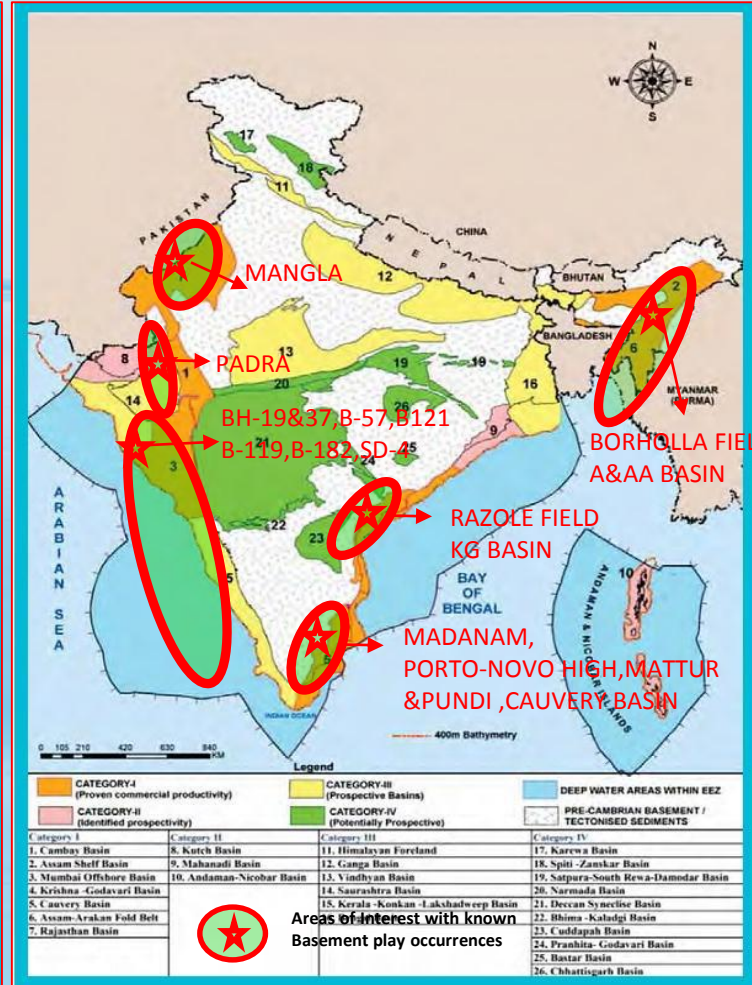 N
W E
S
17
18
11
PAKISTAN
CHINA
NEPAL
MANGLA
12
BHUTAN
2
BANGLADESH
8
PADRA
1
13
19
19
6
14
20
26
16
MYANMAR
(BURMA)
BH-19&37,B-57,B121
B-119,B-182,SD-4
21
9
25
3
24
BORHOLLA FIELD
A&AA BASIN
ARABIAN SEA
22
23
RAZOLE FIELD
KG BASIN
10
BAY
OF
BENGAL
ANDAMAN & NICOBAR ISLANDS
5
MADANAM,
PORTO-NOVO HIGH,MATTUR
&PUNDI ,CAUVERY BASIN
INDIAN OCEAN
400m Bathymetry
0 105 210 420 630 840
KM
Legend
CATEGORY-I
(Proven commercial productivity)
CATEGORY-II
(Identified prospectivity)
CATEGORY-III
(Prospective Basins)
CATEGORY-IV
(Potentially Prospective)
DEEP WATER AREAS WITHIN EEZ
PRE-CAMBRIAN BASEMENT /
TECTONISED SEDIMENTS
Category I
1. Cambay Basin
2. Assam Shelf Basin
3. Mumbai Offshore Basin
4. Krishna -Godavari Basin
5. Cauvery Basin
6. Assam-Arakan Fold Belt
7. Rajasthan Basin
Category II
8. Kutch Basin
9. Mahanadi Basin
10. Andaman-Nicobar Basin
Category III
11. Himalayan Foreland
12. Ganga Basin
13. Vindhyan Basin
14. Saurashtra Basin
15. Kerala -Konkan -Lakshadweep Basin
Category IV
17. Karewa Basin
18. Spiti -Zanskar Basin
19. Satpura-South Rewa-Damodar Basin
20. Narmada Basin
21. Deccan Syneclise Basin
22. Bhima -Kaladgi Basin
23. Cuddapah Basin
24. Pranhita- Godavari Basin
25. Bastar Basin
26. Chhattisgarh Basin
Areas of Interest with known
Basement play occurrences